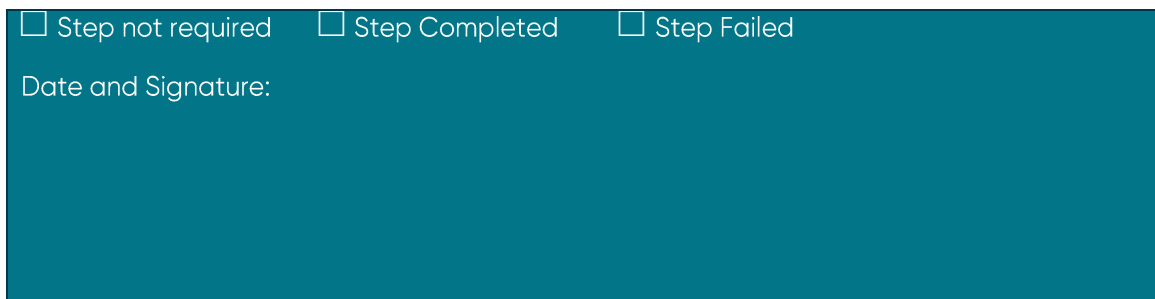 ☐ Step not required ☐ Step Completed ☐ Step Failed
Date and Signature: